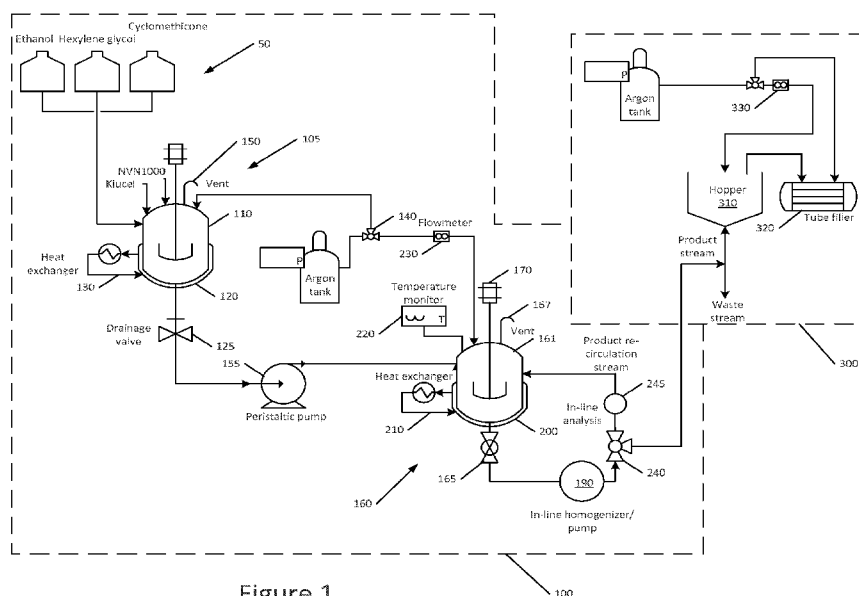 Cyclomethicone
Ethanol Hexylene glycol
50
150
105
NVN1000
Klucel
Vent
110
Heat
exchanger
130
120
Drainage
valve
125
155
Peristaltic pump
P
Argon
tank
140
Flowmeter
230
Temperature
monitor
T
220
170
167
Vent
161
Heat exchanger
210
200
165
160
190
In-line homogenizer/
pump
Product re-
circulation
stream
245
In-line
analysis
240
P
Argon
tank
330
Hopper
310
320
Tube filler
Product
stream
Waste
stream
300
100
Figure 1